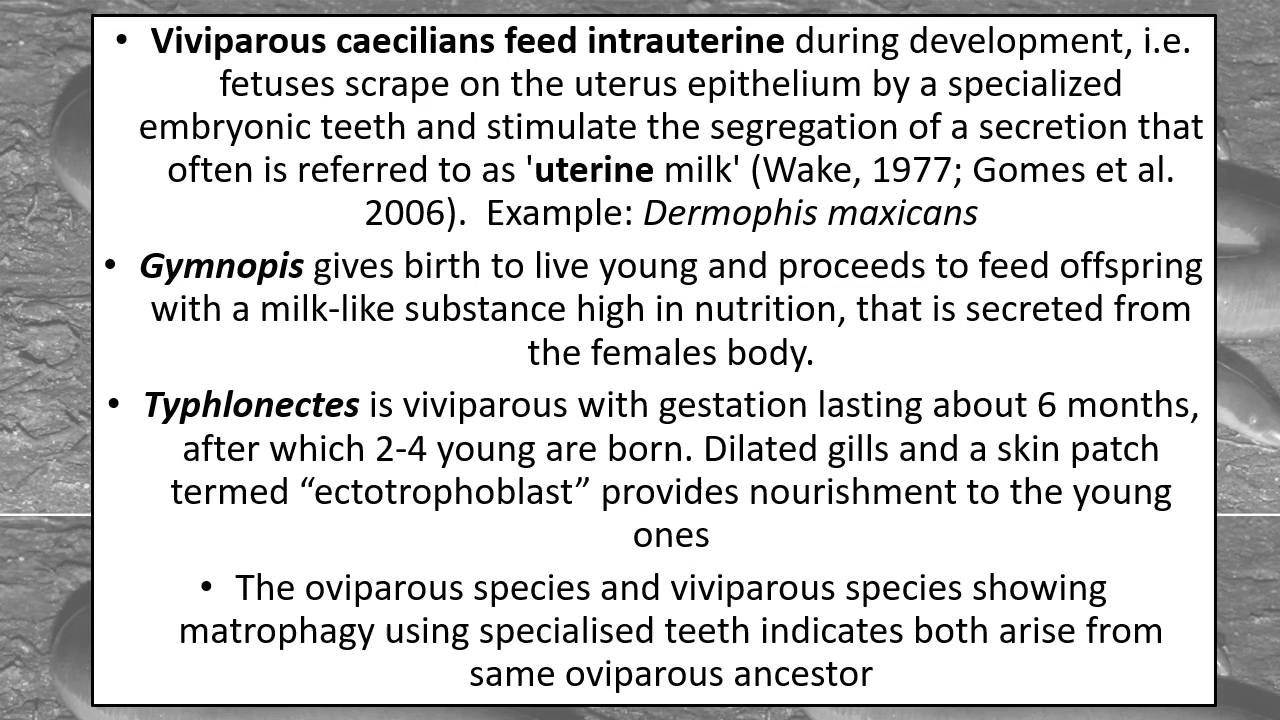 • Viviparous caecilians feed intrauterine during development, i.e.
fetuses scrape on the uterus epithelium by a specialized
embryonic teeth and stimulate the segregation of a secretion that
often is referred to as 'uterine milk' (Wake, 1977; Gomes et al.
2006).  Example: Dermophis maxicans
• Gymnopis gives birth to live young and proceeds to feed offspring
with a milk-like substance high in nutrition, that is secreted from
the females body.
• Typhlonectes is viviparous with gestation lasting about 6 months,
after which 2-4 young are born. Dilated gills and a skin patch
termed “ectotrophoblast” provides nourishment to the young
ones
• The oviparous species and viviparous species showing
matrophagy using specialised teeth indicates both arise from
same oviparous ancestor